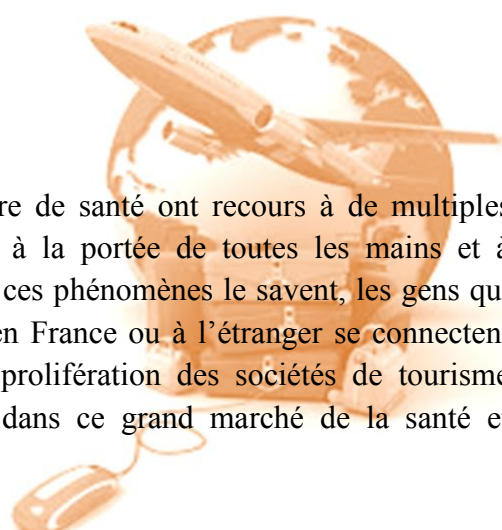 re de santé ont recours à de multiples
à la portée de toutes les mains et à
ces phénomènes le savent, les gens qu
en France ou à l'étranger se connecten
prolifération des sociétés de tourisme
dans ce grand marché de la santé e